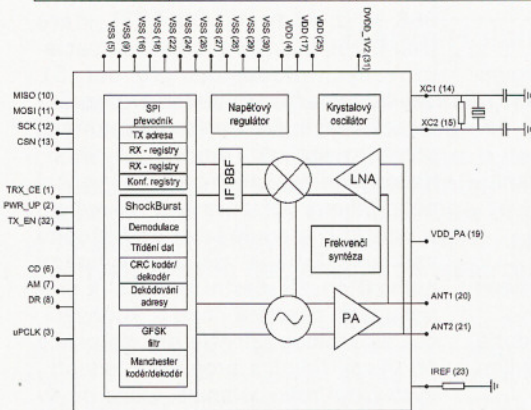 VSS (5)
VSS (9)
VSS (16)
VSS (18)
VSS (22)
VSS (24)
VSS (26)
VSS (27)
VSS (28)
VSS (29)
VSS (30)
VDD (4)
VDD (17)
VDD (25)
DVDD_1V2 (31)
MISO (10)
MOSI (11)
SCK (12)
CSN (13)
TRX_CE (1)
PWR_UP (2)
TX_EN (32)
CD (6)
AM (7)
DR (8)
uPCLK (3)
SPI
převodník
TX adresa
RX - registry
RX - registry
Konf. registry
ShockBurst
Demodulace
Třídění dat
CRC kodér/
dekodér
Dekódování
adresy
GFSK
filtr
Manchester
kodér/dekodér
Napěťový
regulátor
Krystalový
oscilátor
IF BBF
LNA
Frekvenčí
syntéza
PA
XC1 (14)
XC2 (15)
VDD_PA (19)
ANT1 (20)
ANT2 (21)
IREF (23)